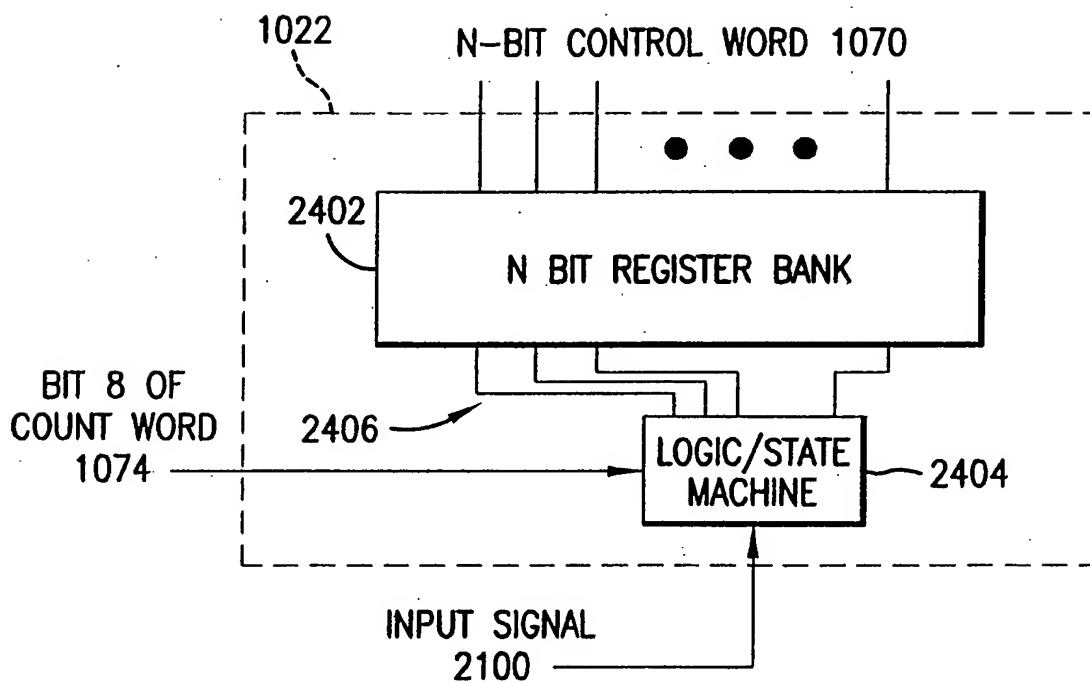 1022
N-BIT CONTROL WORD 1070
2402
N BIT REGISTER BANK
BIT 8 OF
COUNT WORD
1074
2406
LOGIC/STATE
MACHINE
2404
INPUT SIGNAL
2100